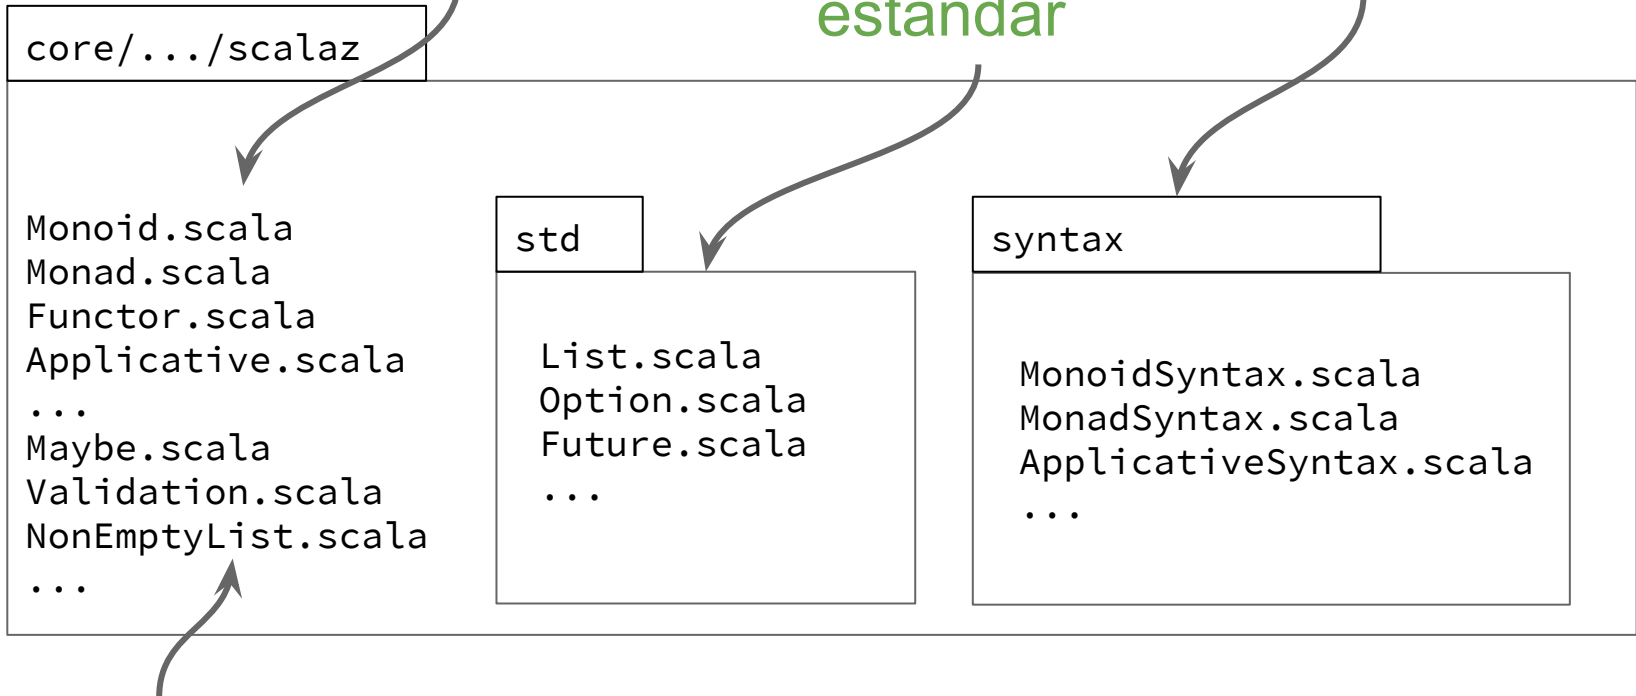 estándar
core/.../scalaz
Monoid.scala
Monad.scala
Functor.scala
Applicative.scala
...
Maybe.scala
Validation.scala
NonEmptyList.scala
...
std
List.scala
Option.scala
Future.scala
...
syntax
MonoidSyntax.scala
MonadSyntax.scala
ApplicativeSyntax.scala
...